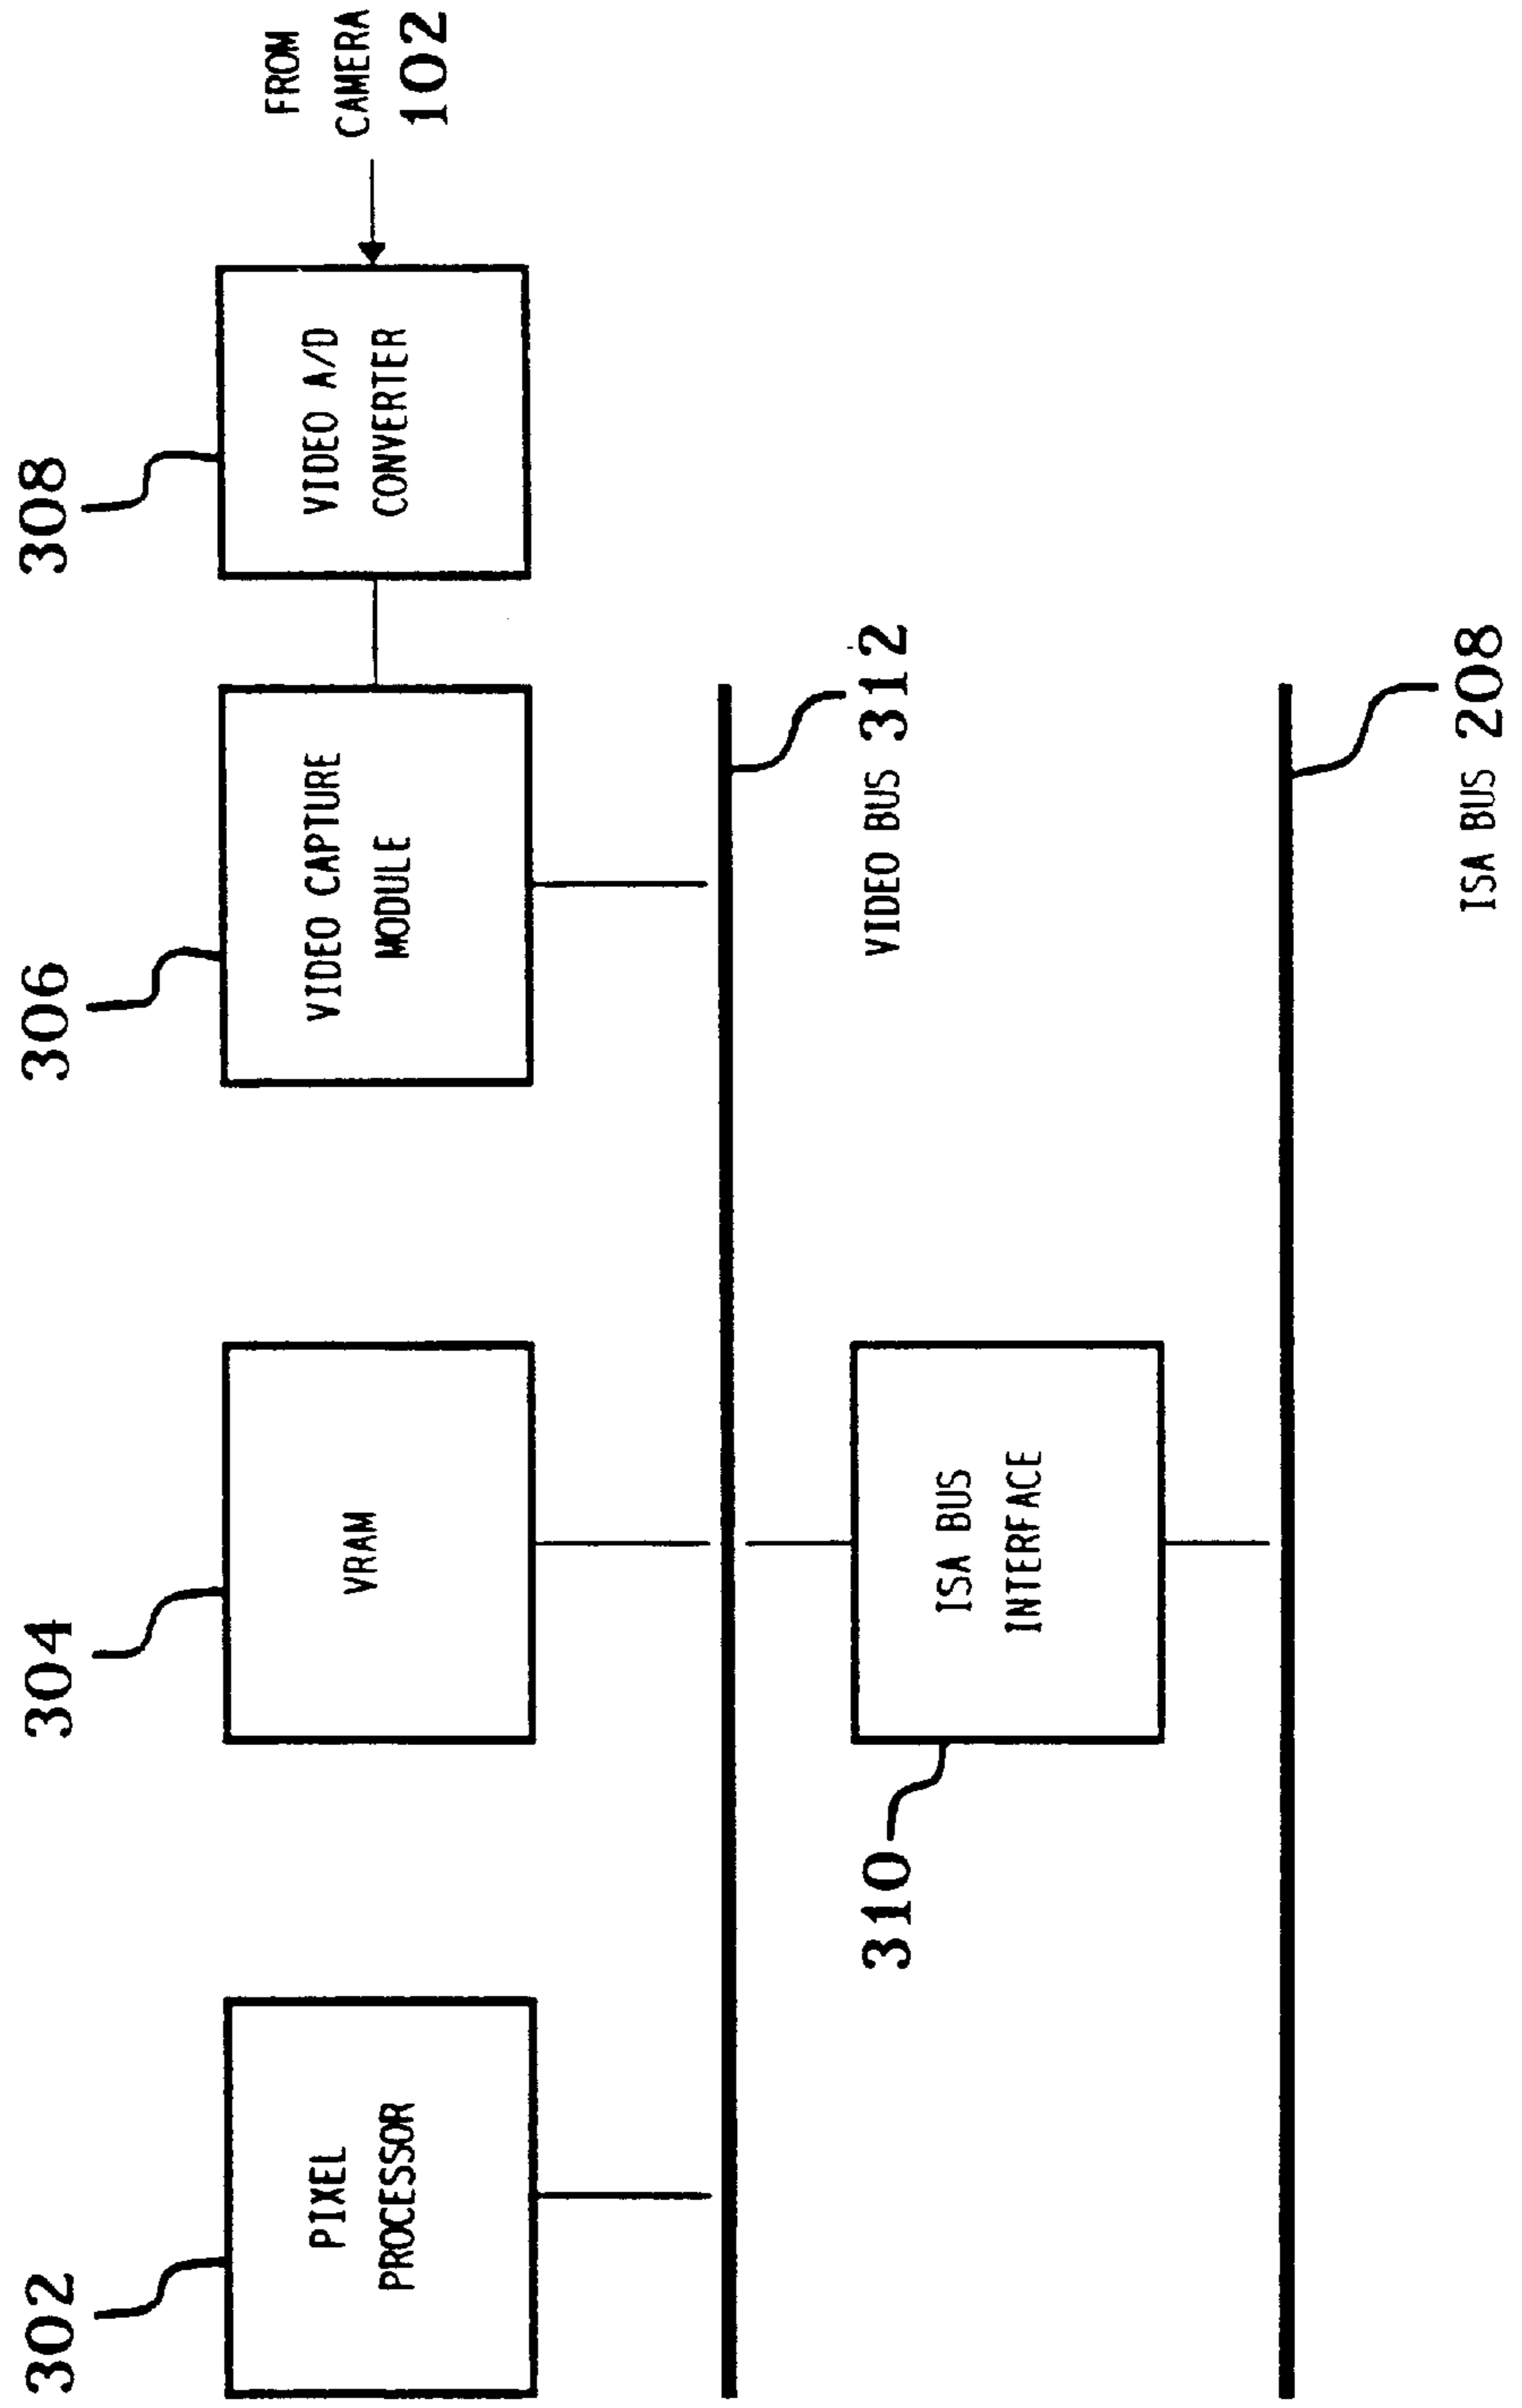 302
304
306
308
PIXEL
PROCESSOR
VRAM
VIDEO CAPTURE
MODULE
VIDEO A/D
CONVERTER
FROM
CAMERA
102
310
ISA BUS
INTERFACE
VIDEO BUS 312
ISA BUS 208